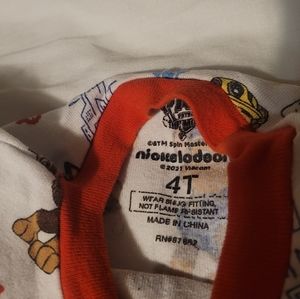 ©&TM Spin Master
nickelodeon
© 2021 Viacom
4T
WEAR SNUG FITTING,
NOT FLAME RESISTANT
MADE IN CHINA